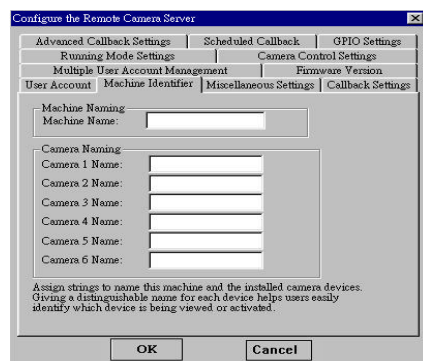 Configure the Remote Camera Server
Advanced Callback Settings Scheduled Callback GPIO Settings
Running Mode Settings Camera Control Settings
Multiple User Account Management Firmware Version
User Account Machine Identifier Miscellaneous Settings Callback Settings
Machine Naming
Machine Name:
Camera Naming
Camera 1 Name:
Camera 2 Name:
Camera 3 Name:
Camera 4 Name:
Camera 5 Name:
Camera 6 Name:
Assign strings to name this machine and the installed camera devices.
Giving a distinguishable name for each device helps users easily
identify which device is being viewed or activated.
OK Cancel